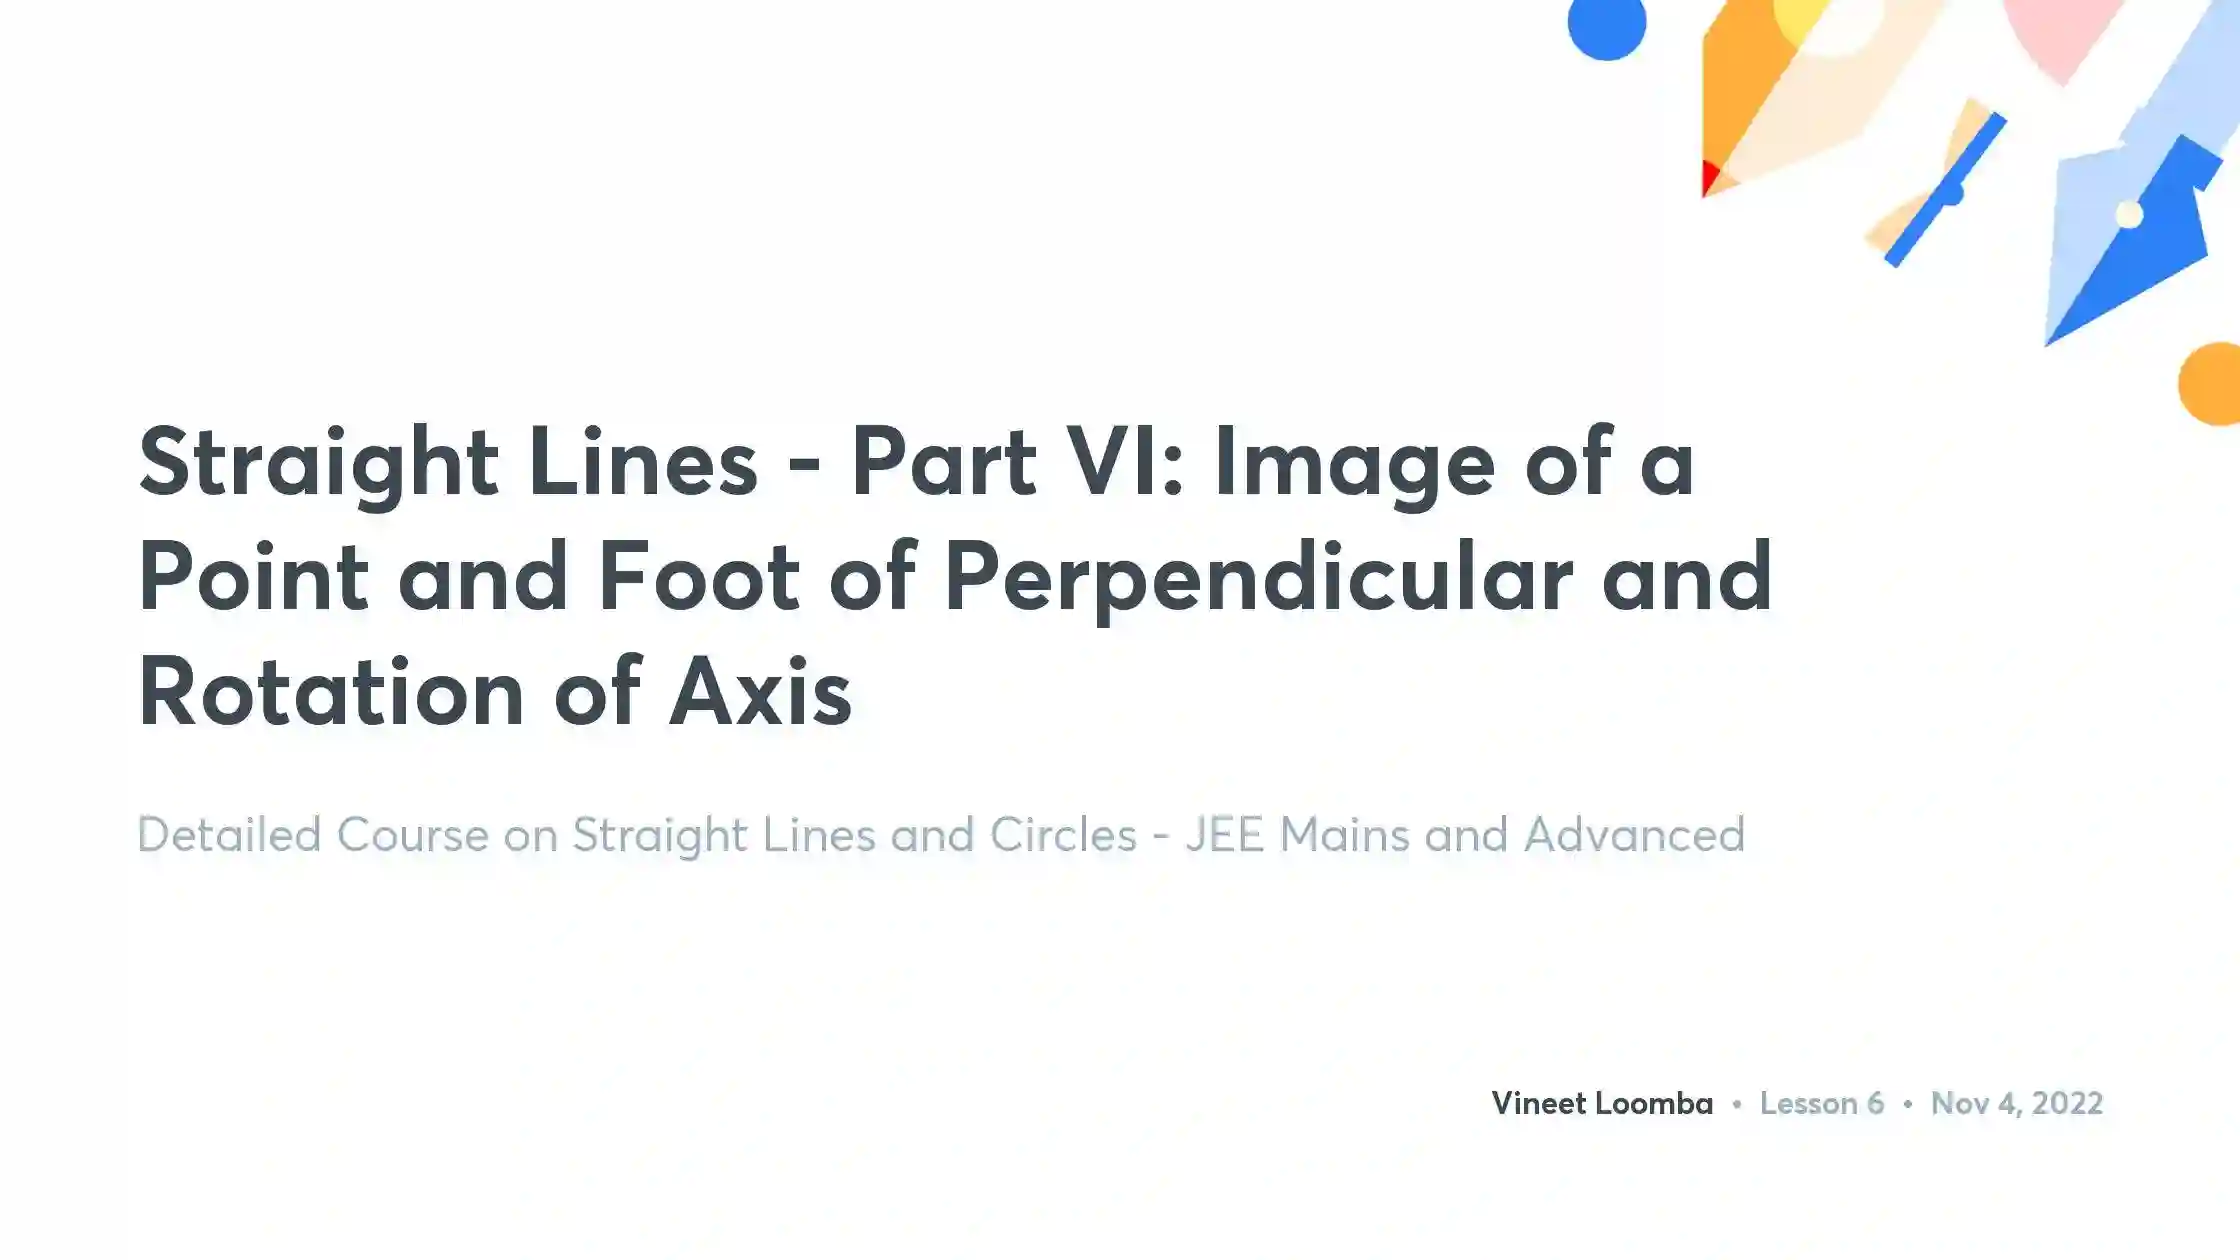 Straight Lines - Part VI: Image of a
Point and Foot of Perpendicular and
Rotation of Axis
Detailed Course on Straight Lines and Circles - JEE Mains and Advanced
Vineet Loomba • Lesson 6 • Nov 4, 2022